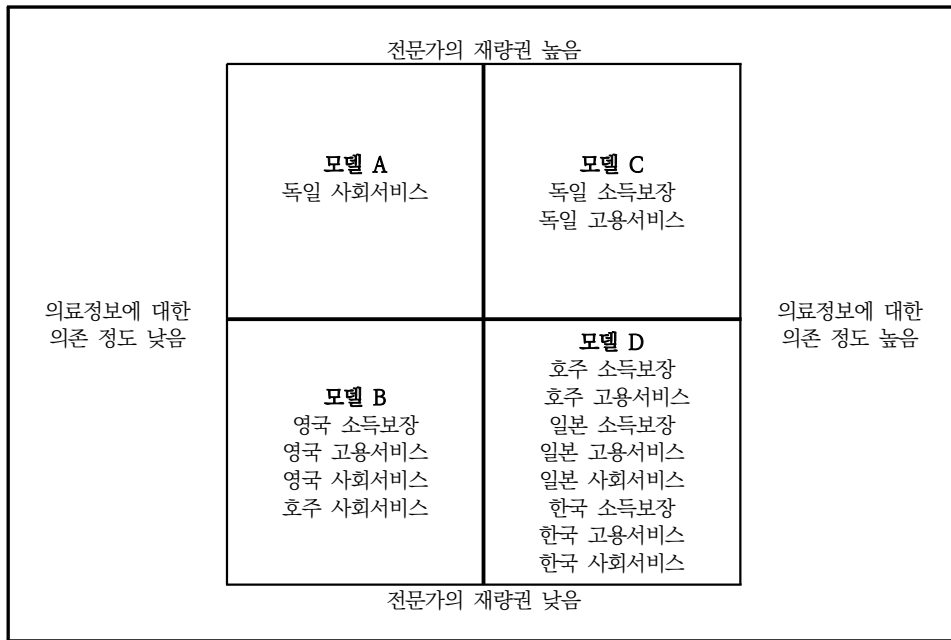 전문가의 재량권 높음
모델 A
독일 사회서비스
모델 C
독일 소득보장
독일 고용서비스
의료정보에 대한
의존 정도 낮음
의료정보에 대한
의존 정도 높음
모델 B
영국 소득보장
영국 고용서비스
영국 사회서비스
호주 사회서비스
모델 D
호주 소득보장
호주 고용서비스
일본 소득보장
일본 고용서비스
일본 사회서비스
한국 소득보장
한국 고용서비스
한국 사회서비스
전문가의 재량권 낮음